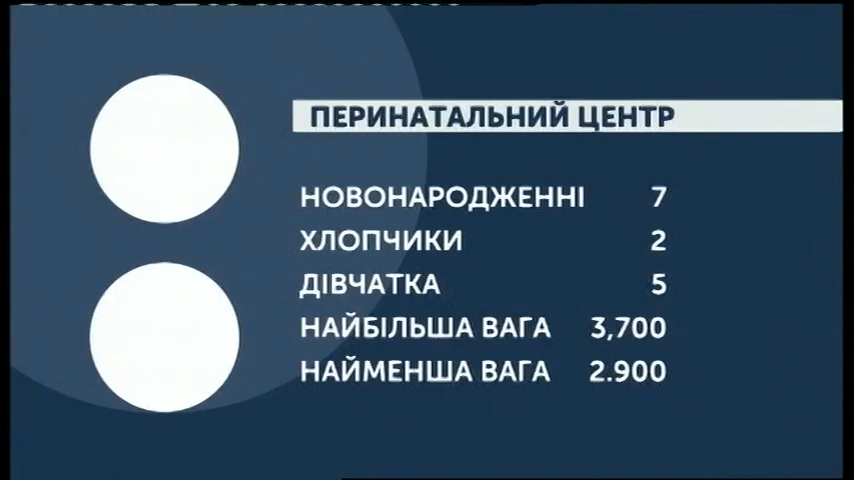 ПЕРИНАТАЛЬНИЙ ЦЕНТР
НОВОНАРОДЖЕННІ 7
ХЛОПЧИКИ 2
ДІВЧАТКА 5
НАЙБІЛЬША ВАГА 3,700
НАЙМЕНША ВАГА 2.900